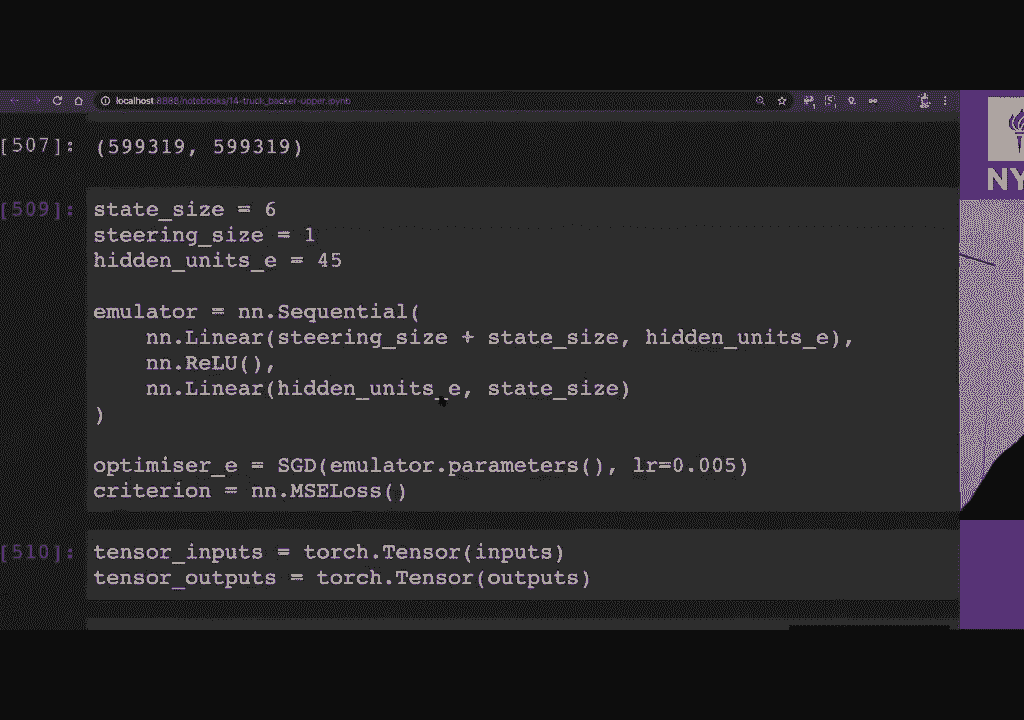 localhost:8888/notebooks/14-truck_backer-upper.ipynb
[507]: (599319, 599319)
NY
[509]: state_size = 6
steering_size = 1
hidden_units_e = 45
emulator = nn.Sequential(
nn.Linear(steering_size + state_size, hidden_units_e),
nn.ReLU(),
nn.Linear(hidden_units_e, state_size)
)
optimiser_e = SGD(emulator.parameters(), lr=0.005)
criterion = nn.MSELoss()
[510]: tensor_inputs = torch.Tensor(inputs)
tensor_outputs = torch.Tensor(outputs)